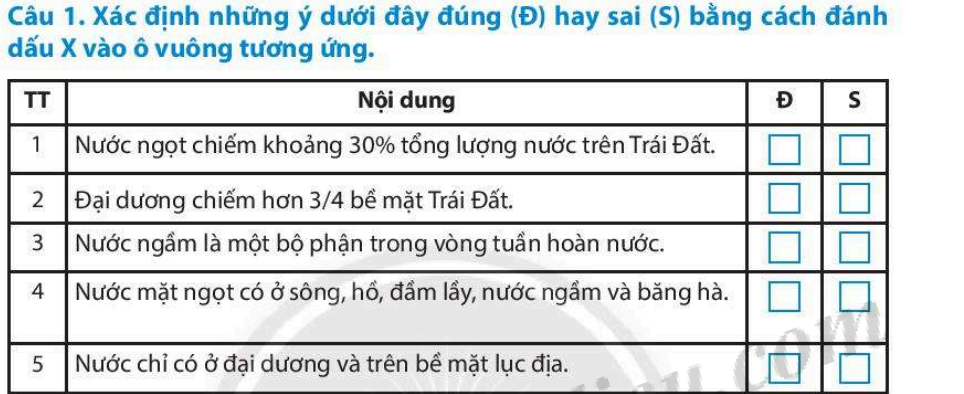 Câu 1. Xác định những ý dưới đây đúng (Đ) hay sai (S) bằng cách đánh
dấu X vào ô vuông tương ứng.
TT Nội dung Đ S
1 Nước ngọt chiếm khoảng 30% tổng lượng nước trên Trái Đất.
2 Đại dương chiếm hơn 3/4 bề mặt Trái Đất.
3 Nước ngầm là một bộ phận trong vòng tuần hoàn nước.
4 Nước mặt ngọt có ở sông, hồ, đầm lầy, nước ngầm và băng hà.
5 Nước chỉ có ở đại dương và trên bề mặt lục địa.
.com